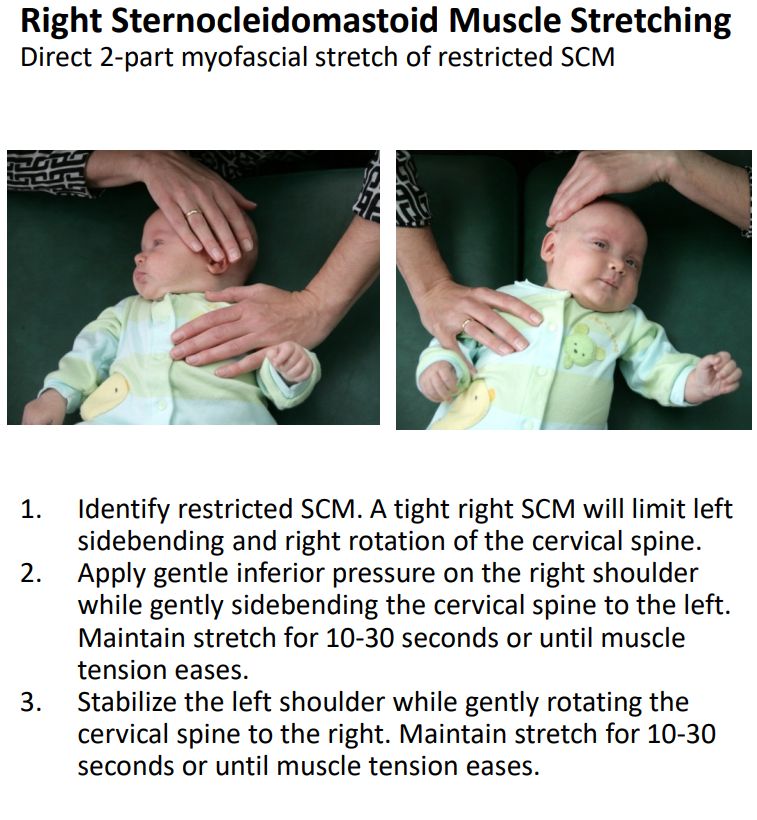 Right Sternocleidomastoid Muscle Stretching
Direct 2-part myofascial stretch of restricted SCM
1. Identify restricted SCM. A tight right SCM will limit left
sidebending and right rotation of the cervical spine.
2. Apply gentle inferior pressure on the right shoulder
while gently sidebending the cervical spine to the left.
Maintain stretch for 10-30 seconds or until muscle
tension eases.
3. Stabilize the left shoulder while gently rotating the
cervical spine to the right. Maintain stretch for 10-30
seconds or until muscle tension eases.